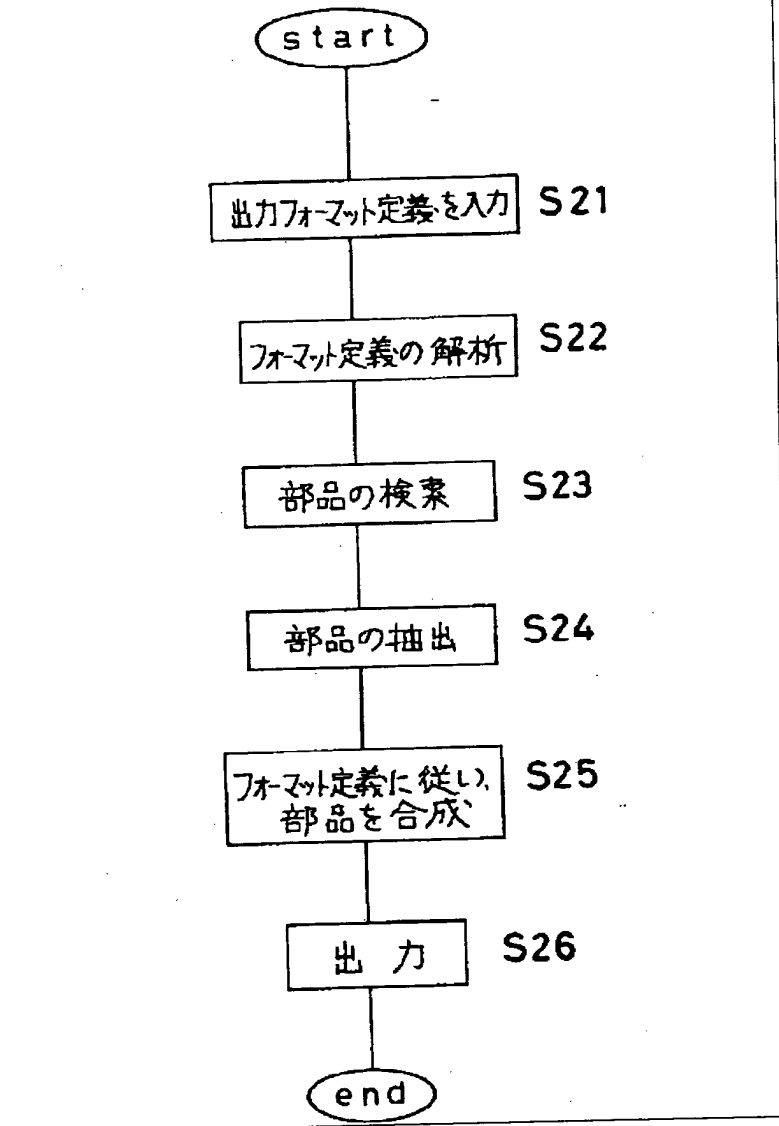 start
出力フォーマット定義を入力 S21
フォーマット定義の解析 S22
部品の検索 S23
部品の抽出 S24
フォーマット定義に従い、 S25
部品を合成
出力 S26
end